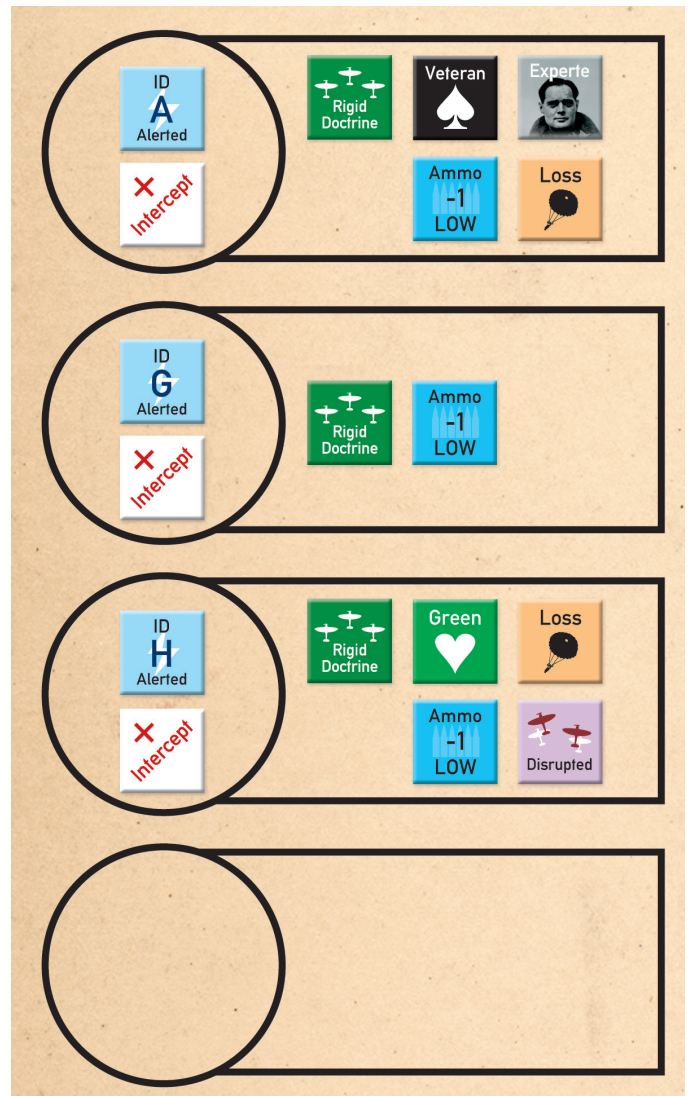 ID
A
Alerted
× Intercept
Rigid
Doctrine
Veteran
Experte
Ammo
-1
LOW
Loss
ID
G
Alerted
× Intercept
Rigid
Doctrine
Ammo
-1
LOW
ID
H
Alerted
× Intercept
Rigid
Doctrine
Green
Loss
Ammo
-1
LOW
Disrupted